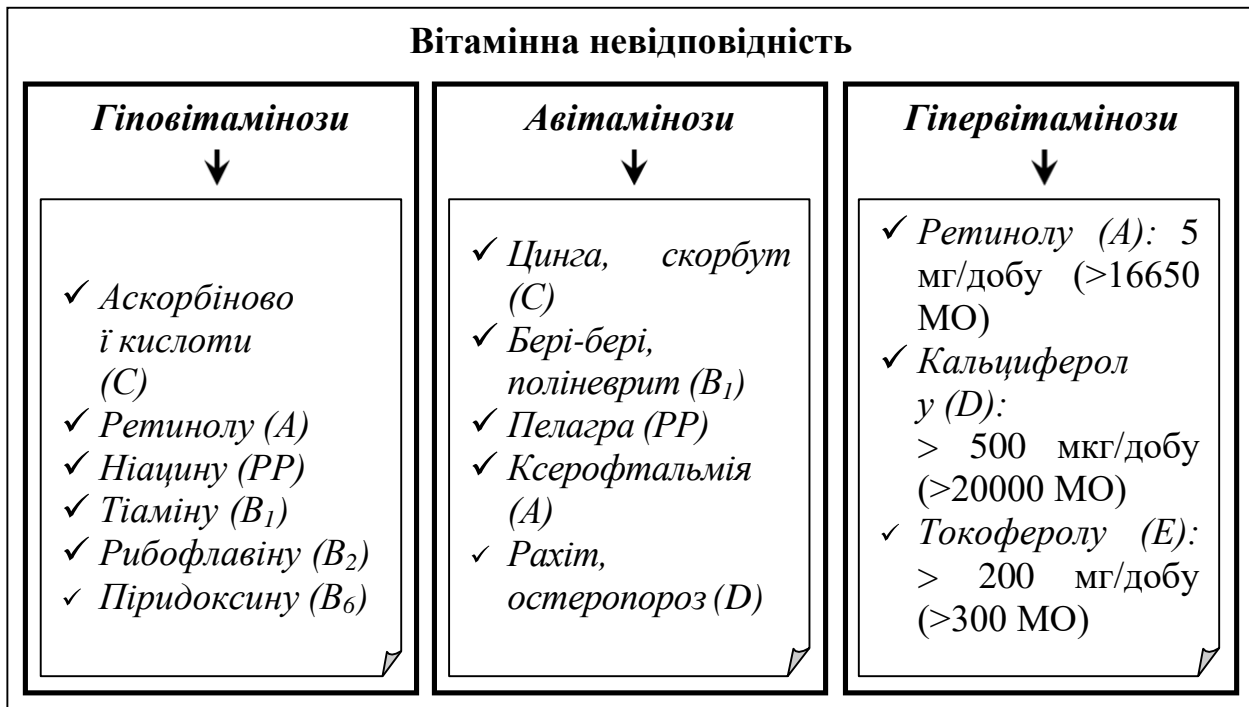 Вітамінна невідповідність
Гіповітамінози
✓ Аскорбіново
ї кислоти
(С)
✓ Ретинолу (А)
✓ Ніацину (РР)
✓ Тіаміну (В1)
✓ Рибофлавіну (В2)
✓ Піридоксину (В6)
Авітамінози
✓ Цинга, скорбут
(С)
✓ Бері-бері,
поліневрит (В1)
✓ Пелагра (РР)
✓ Ксерофтальмія
(А)
✓ Рахіт,
остеропороз (D)
Гіпервітамінози
✓ Ретинолу (А): 5
мг/добу (>16650
МО)
✓ Кальциферол
у (D):
> 500 мкг/добу
(>20000 МО)
✓ Токоферолу (Е):
> 200 мг/добу
(>300 МО)